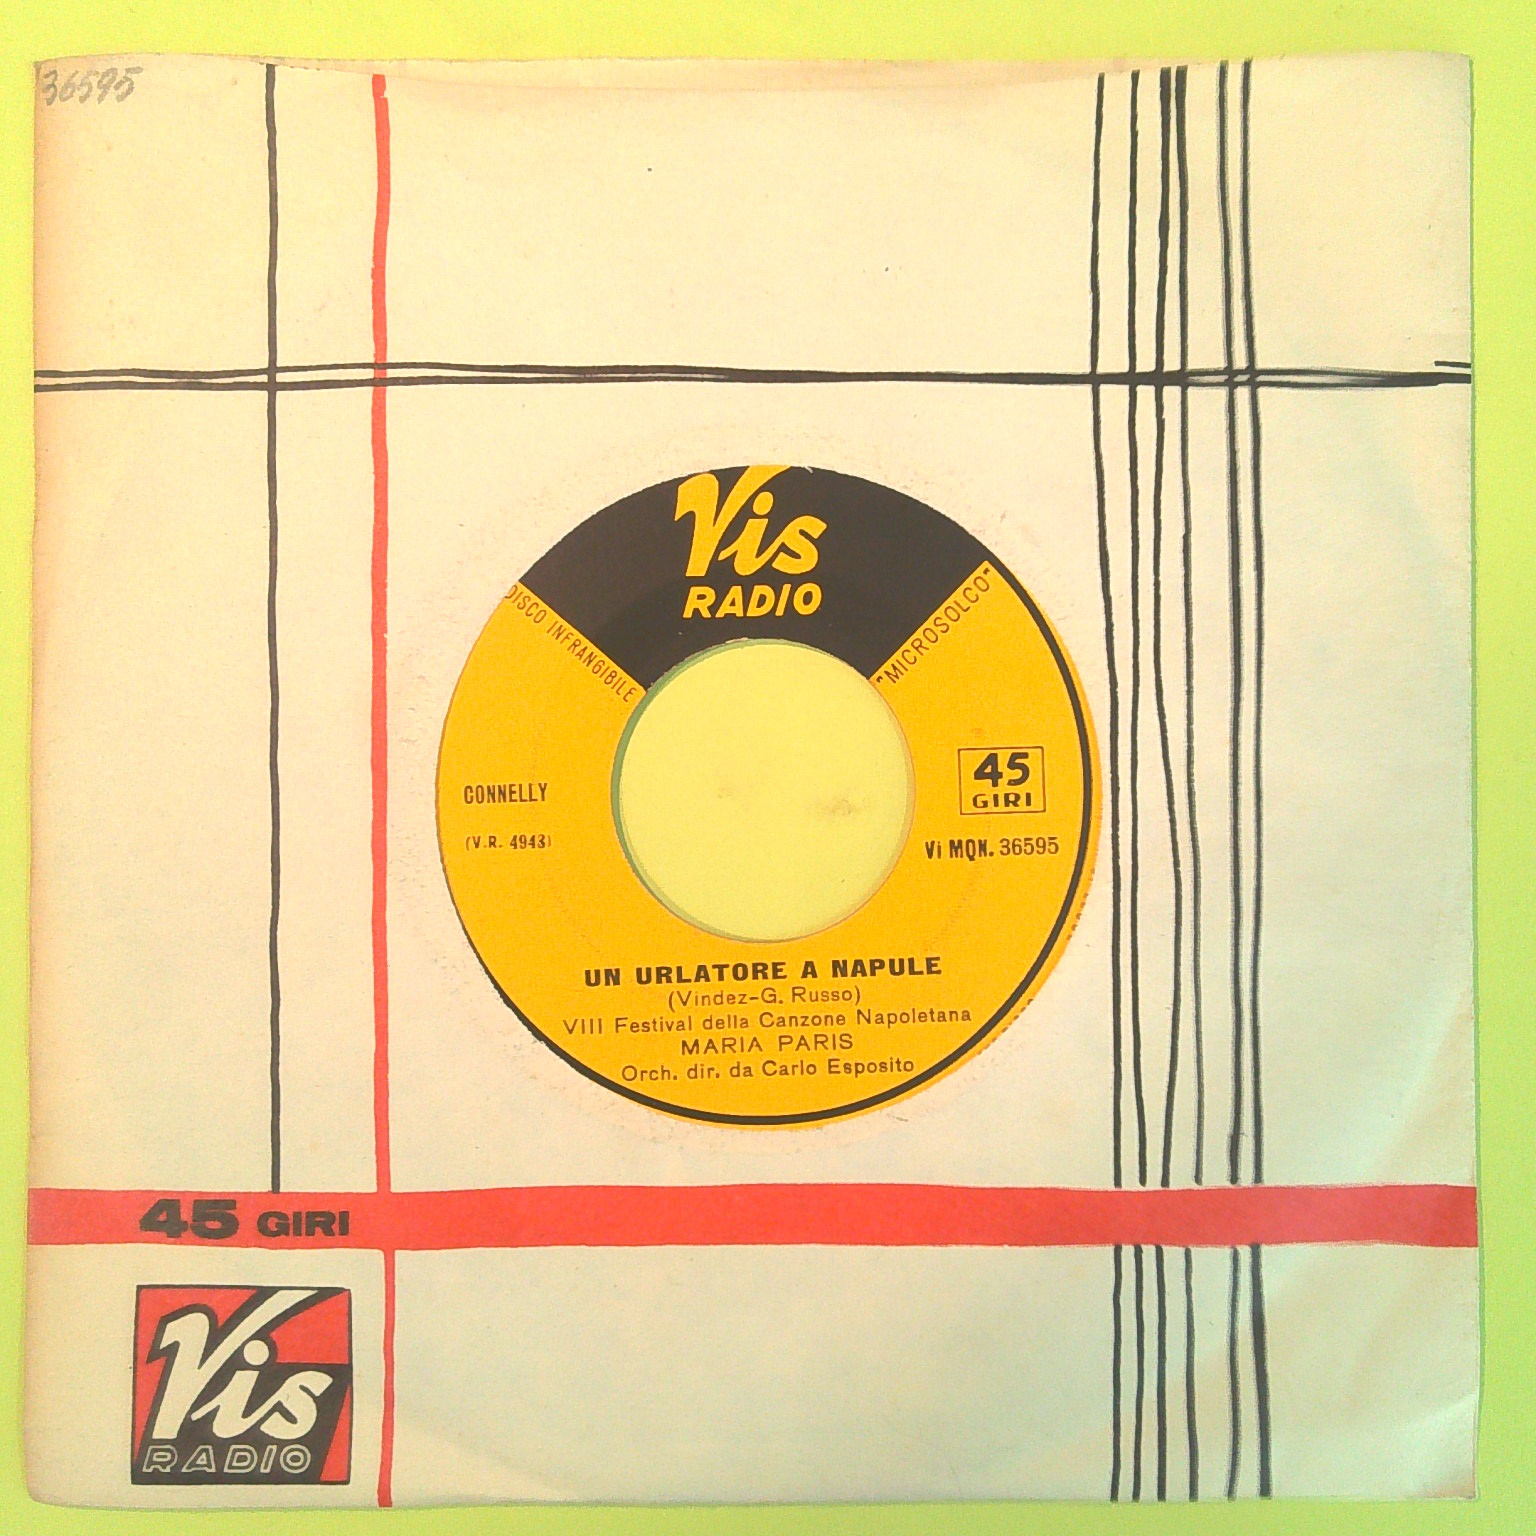 36595
Vis
RADIO
DISCO INFRANGIBILE
"MICROSOLCO"
45
GIRI
CONNELLY
(V.R. 4943)
Vi MQN. 36595
UN URLATORE A NAPULE
(Vindez-G. Russo)
VIII Festival della Canzone Napoletana
MARIA PARIS
Orch. dir. da Carlo Esposito
45 GIRI
Vis
RADIO